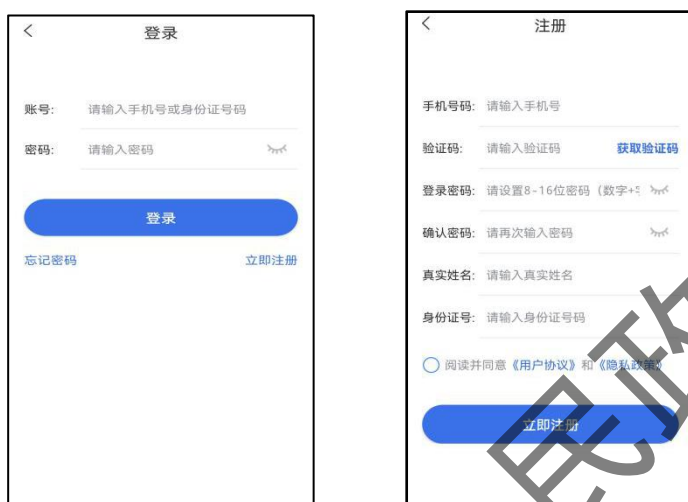 登录
账号: 请输入手机号或身份证号码
密码: 请输入密码
登录
忘记密码 立即注册
注册
手机号码: 请输入手机号
验证码: 请输入验证码 获取验证码
登录密码: 请设置8~16位密码（数字+
确认密码: 请再次输入密码
真实姓名: 请输入真实姓名
身份证号: 请输入身份证号码
阅读并同意《用户协议》和《隐私政策》
立即注册
民政